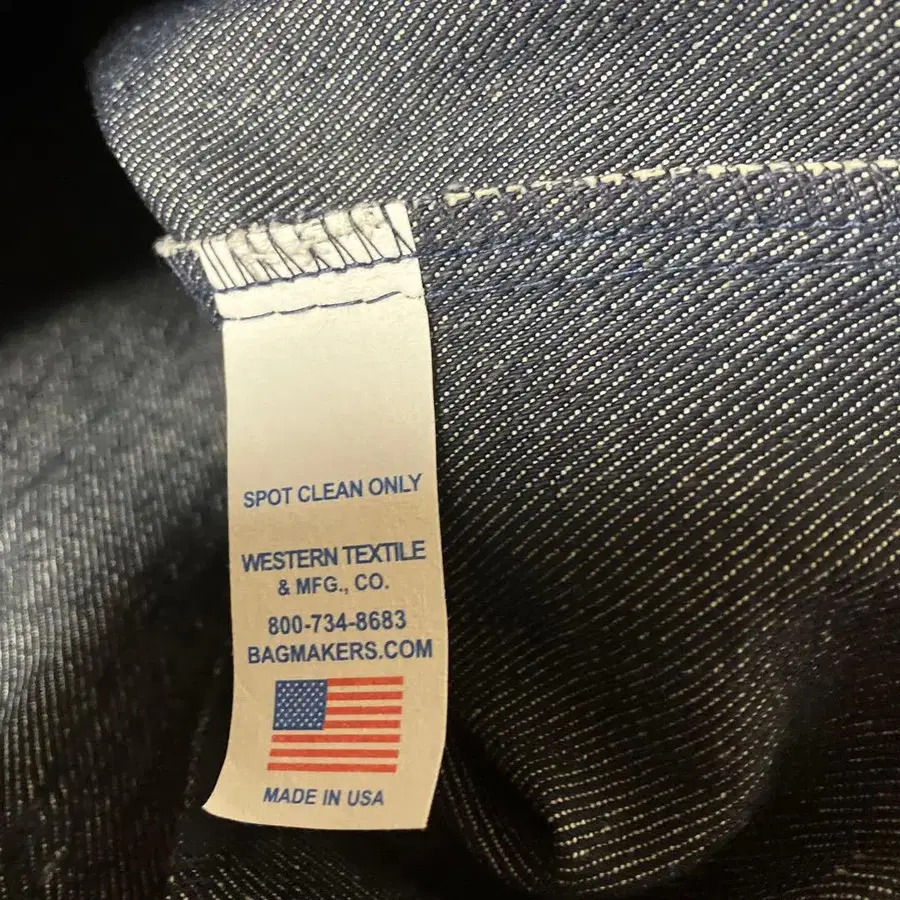 SPOT CLEAN ONLY
WESTERN TEXTILE
& MFG., CO.
800-734-8683
BAGMAKERS.COM
MADE IN USA